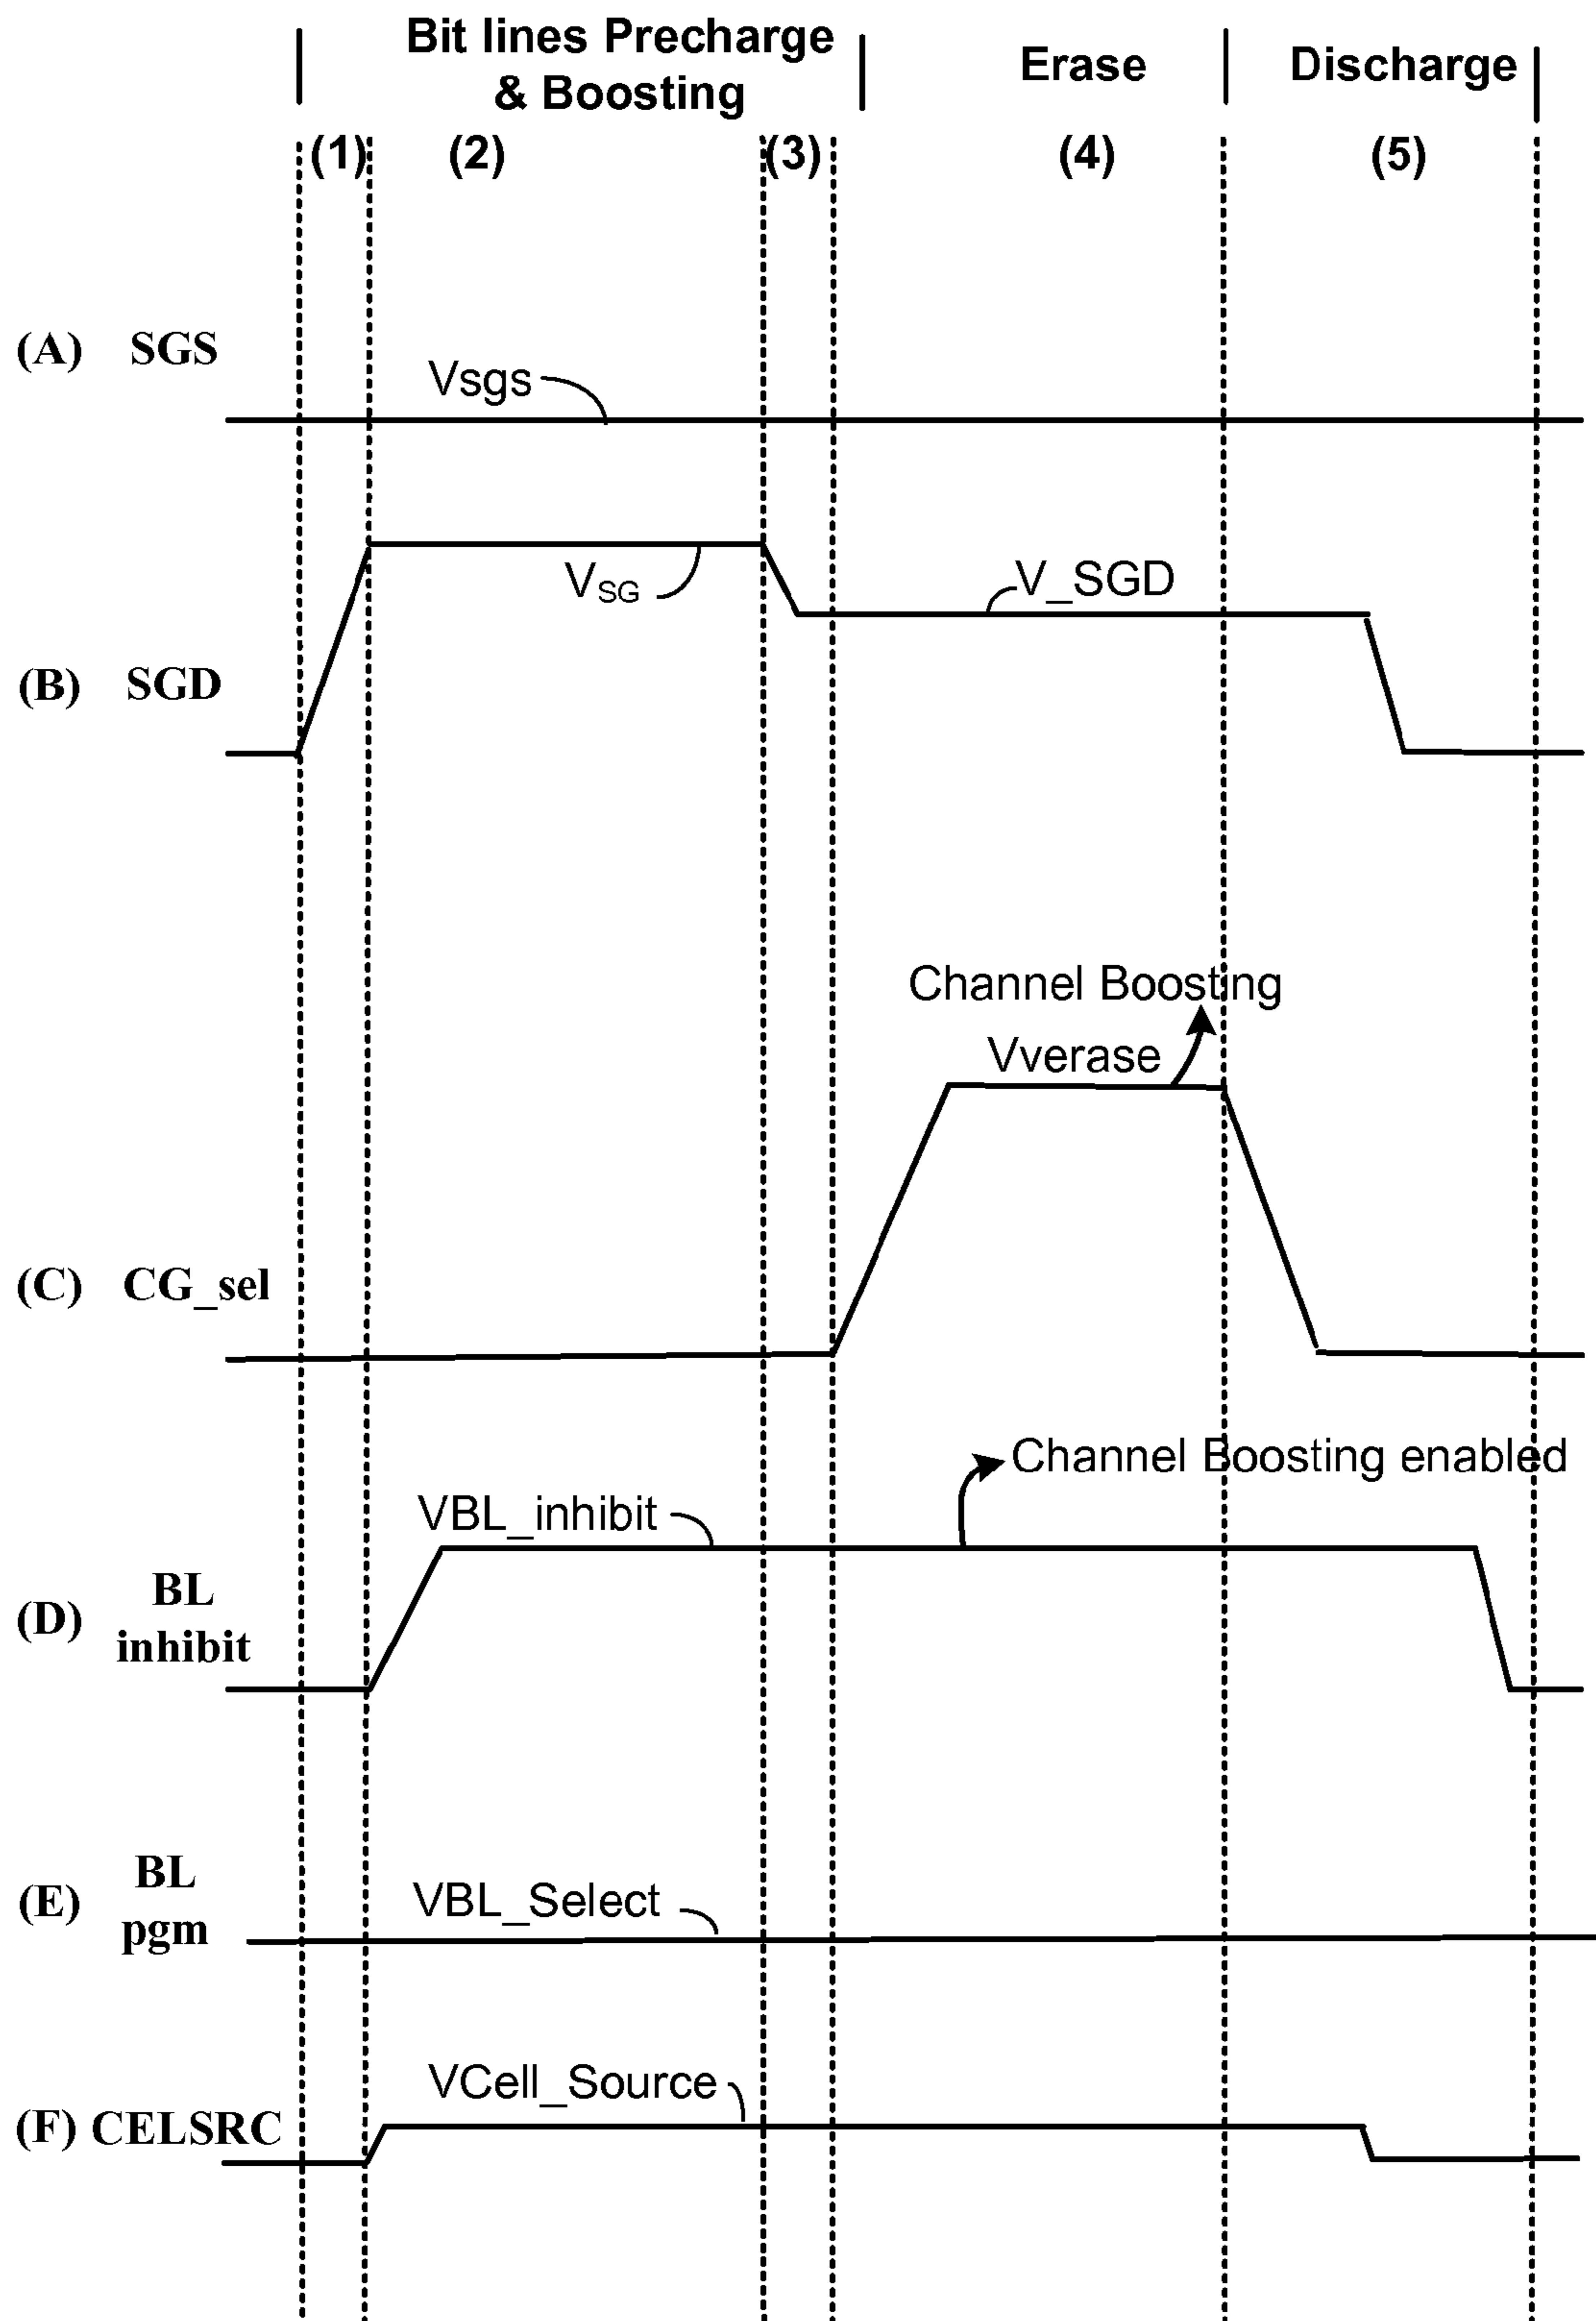 Bit lines Precharge
& Boosting
Erase
Discharge
(1)
(2)
(3)
(4)
(5)
(A) SGS
Vsgs
VSG
V_SGD
(B) SGD
Channel Boosting
Vverase
(C) CG_sel
Channel Boosting enabled
VBL_inhibit
(D) BL
inhibit
VBL_Select
(E) BL
pgm
VCell_Source
(F) CELSRC